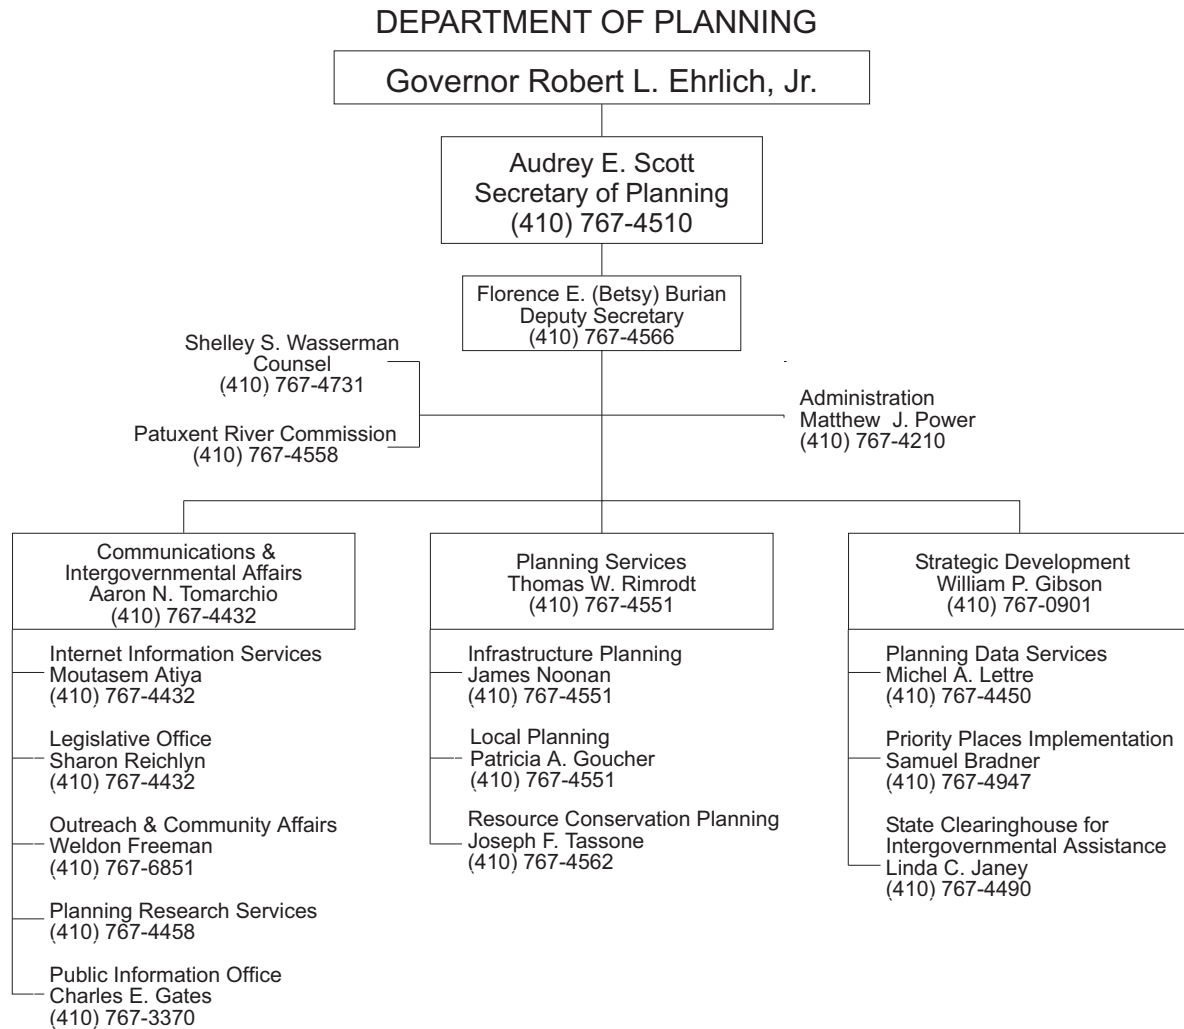 DEPARTMENT OF PLANNING
Governor Robert L. Ehrlich, Jr.
Audrey E. Scott
Secretary of Planning
(410) 767-4510
Florence E. (Betsy) Burian
Deputy Secretary
(410) 767-4566
Shelley S. Wasserman
Counsel
(410) 767-4731
Patuxent River Commission
(410) 767-4558
Administration
Matthew J. Power
(410) 767-4210
Communications &
Intergovernmental Affairs
Aaron N. Tomarchio
(410) 767-4432
Internet Information Services
Moutasem Atiya
(410) 767-4432
Legislative Office
Sharon Reichlyn
(410) 767-4432
Outreach & Community Affairs
Weldon Freeman
(410) 767-6851
Planning Research Services
(410) 767-4458
Public Information Office
Charles E. Gates
(410) 767-3370
Planning Services
Thomas W. Rimrodt
(410) 767-4551
Infrastructure Planning
James Noonan
(410) 767-4551
Local Planning
Patricia A. Goucher
(410) 767-4551
Resource Conservation Planning
Joseph F. Tassone
(410) 767-4562
Strategic Development
William P. Gibson
(410) 767-0901
Planning Data Services
Michel A. Lettre
(410) 767-4450
Priority Places Implementation
Samuel Bradner
(410) 767-4947
State Clearinghouse for
Intergovernmental Assistance
Linda C. Janey
(410) 767-4490